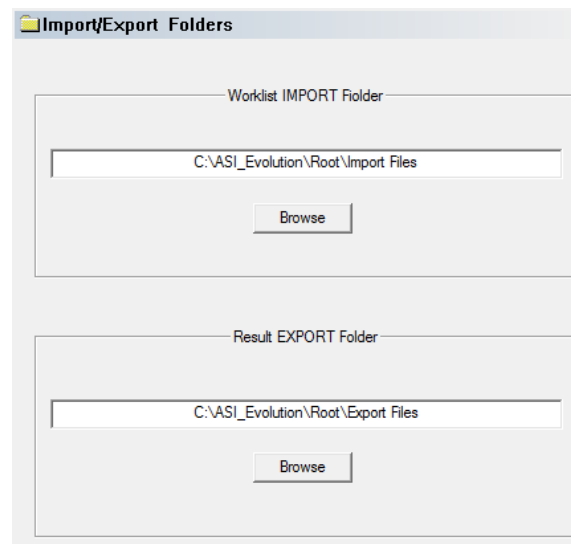 Import/Export Folders
Worklist IMPORT Fiolder
C:\ASI_Evolution\Root\Import Files
Browse
Result EXPORT Folder
C:\ASI_Evolution\Root\Export Files
Browse